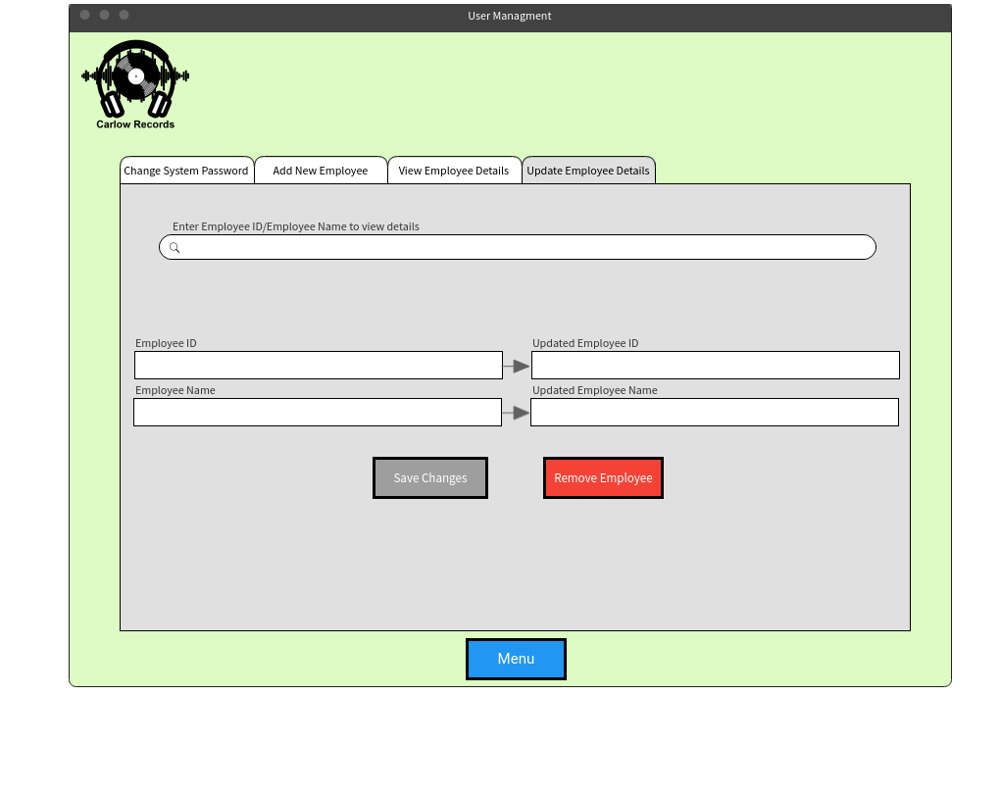 User Managment
Carlow Records
Change System Password
Add New Employee
View Employee Details
Update Employee Details
Enter Employee ID/Employee Name to view details
Employee ID
Updated Employee ID
Employee Name
Updated Employee Name
Save Changes
Remove Employee
Menu